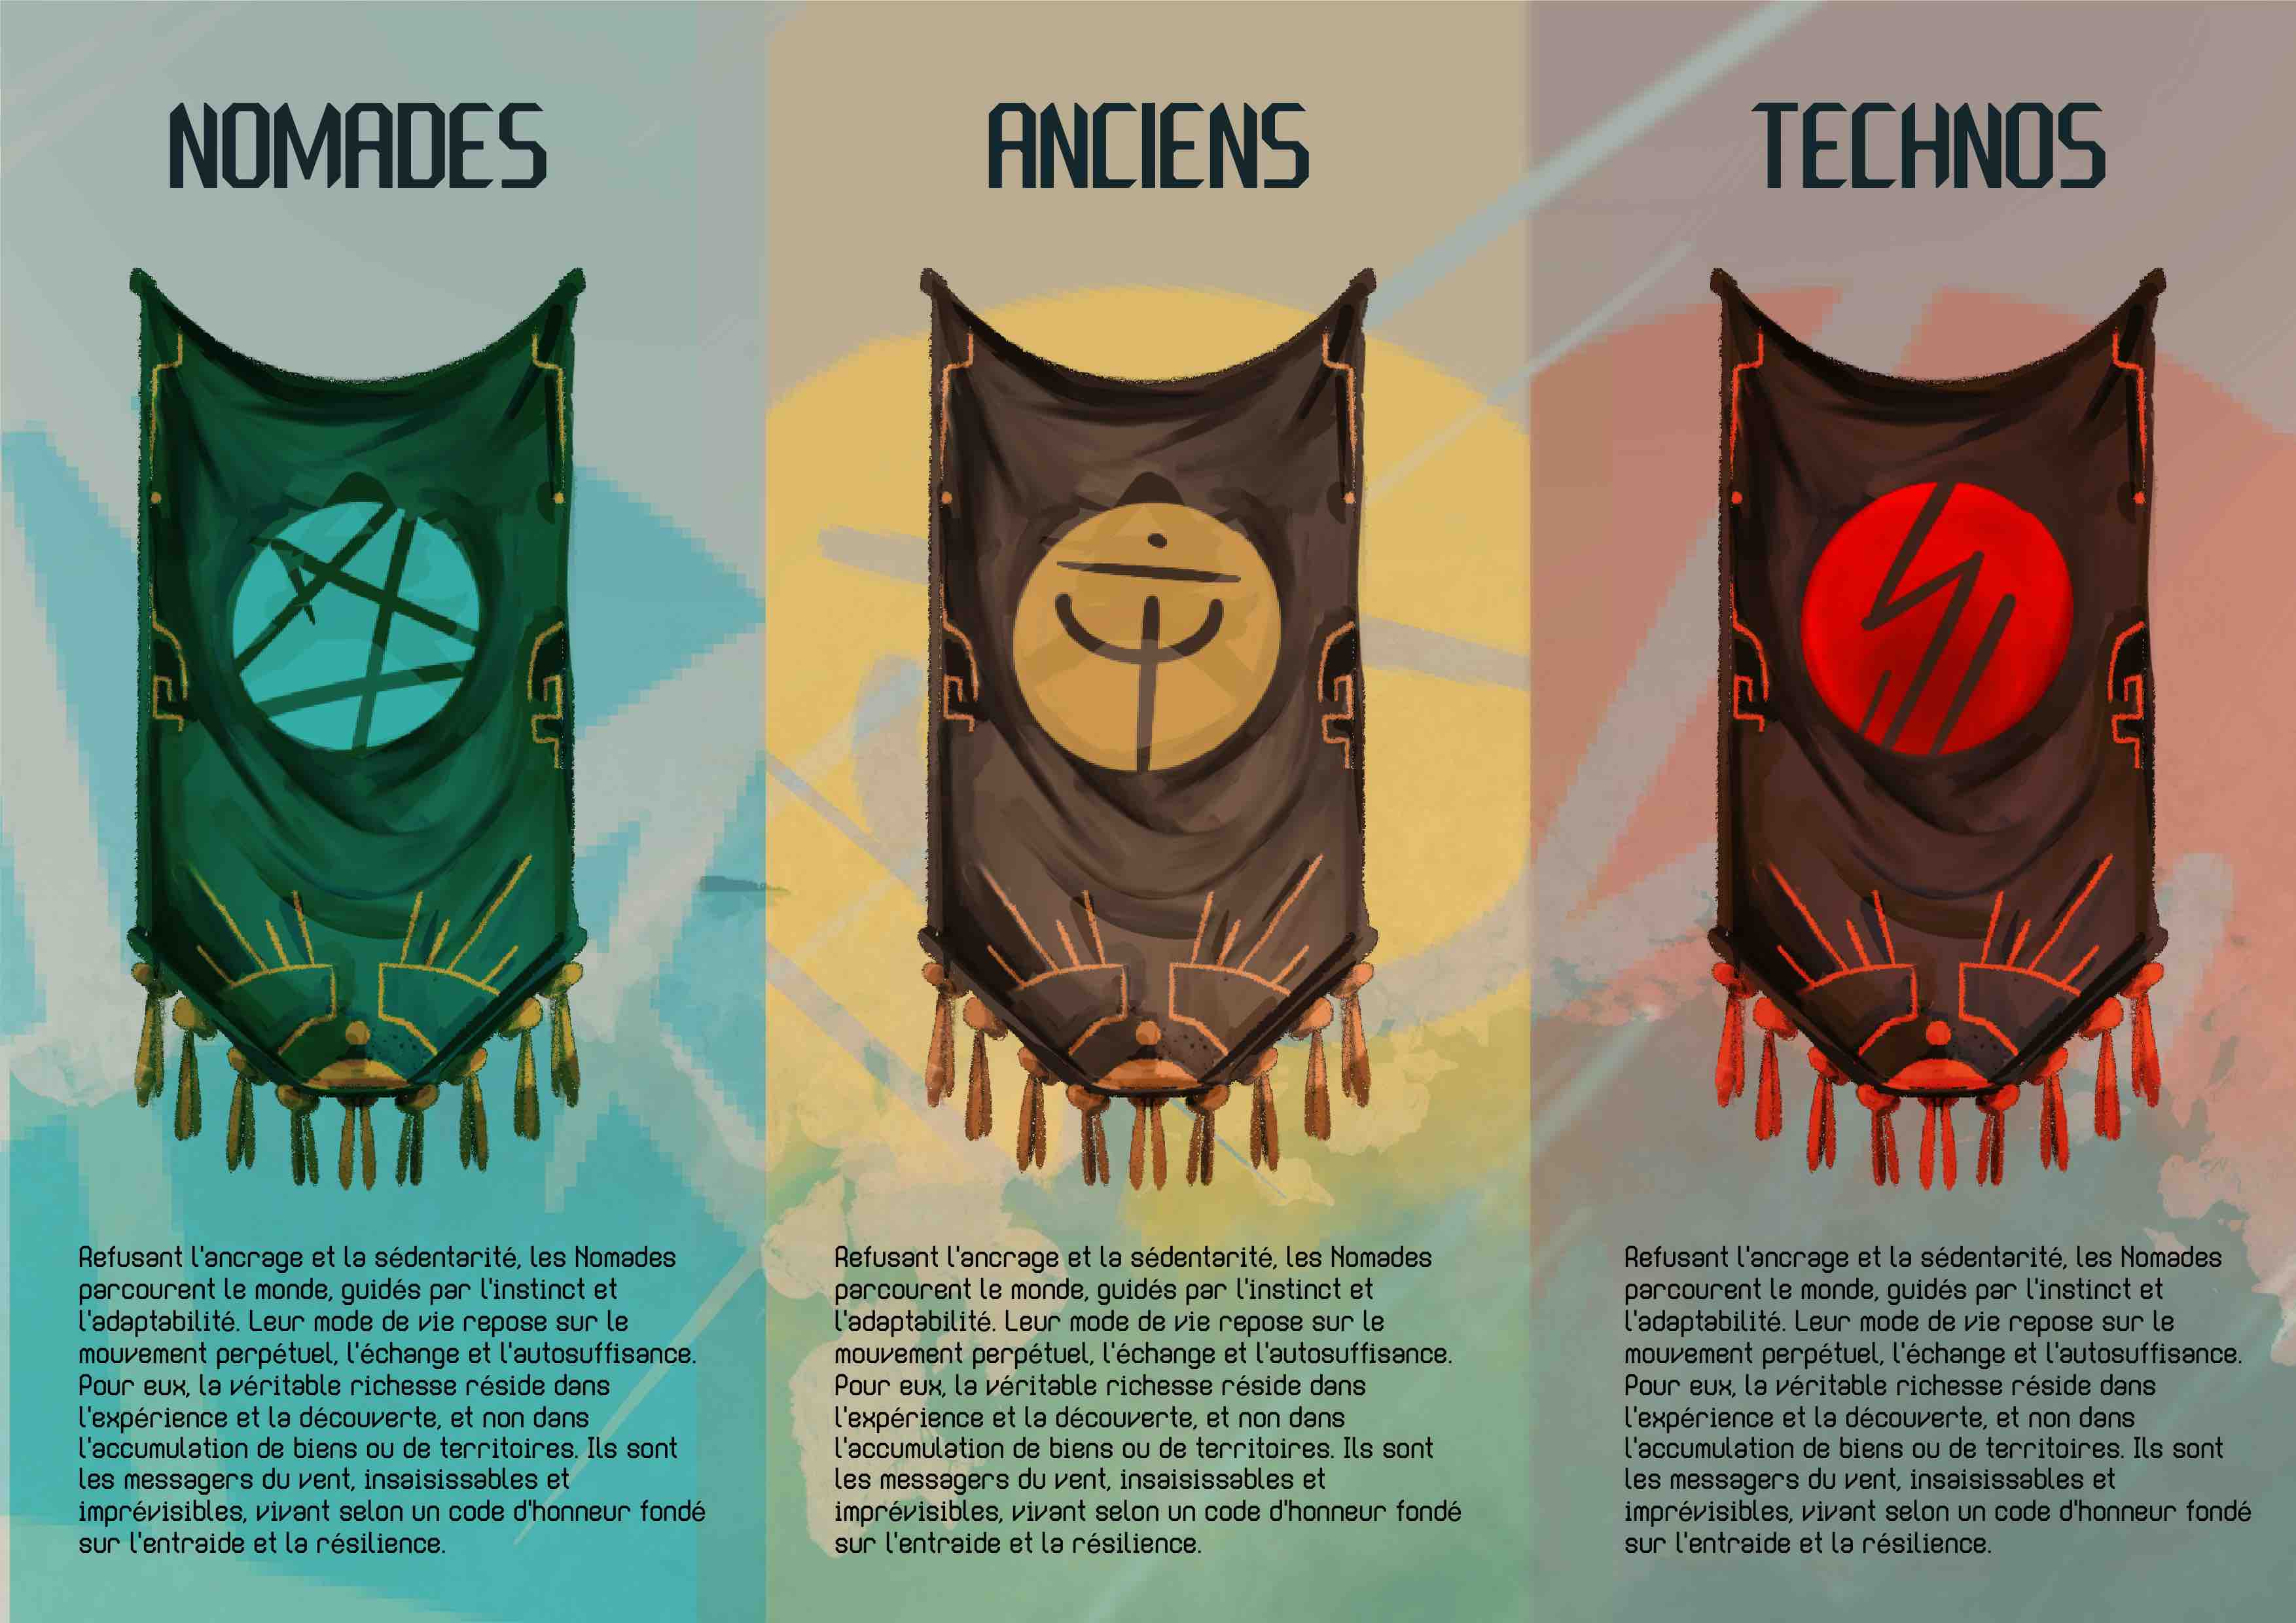 NOMADES
Refusant l'ancrage et la sédentarité, les Nomades
parcourent le monde, guidés par l'instinct et
l'adaptabilité. Leur mode de vie repose sur le
mouvement perpétuel, l'échange et l'autosuffisance.
Pour eux, la véritable richesse réside dans
l'expérience et la découverte, et non dans
l'accumulation de biens ou de territoires. Ils sont
les messagers du vent, insaisissables et
imprévisibles, vivant selon un code d'honneur fondé
sur l'entraide et la résilience.
ANCIENS
Refusant l'ancrage et la sédentarité, les Nomades
parcourent le monde, guidés par l'instinct et
l'adaptabilité. Leur mode de vie repose sur le
mouvement perpétuel, l'échange et l'autosuffisance.
Pour eux, la véritable richesse réside dans
l'expérience et la découverte, et non dans
l'accumulation de biens ou de territoires. Ils sont
les messagers du vent, insaisissables et
imprévisibles, vivant selon un code d'honneur fondé
sur l'entraide et la résilience.
TECHNOS
Refusant l'ancrage et la sédentarité, les Nomades
parcourent le monde, guidés par l'instinct et
l'adaptabilité. Leur mode de vie repose sur le
mouvement perpétuel, l'échange et l'autosuffisance.
Pour eux, la véritable richesse réside dans
l'expérience et la découverte, et non dans
l'accumulation de biens ou de territoires. Ils sont
les messagers du vent, insaisissables et
imprévisibles, vivant selon un code d'honneur fondé
sur l'entraide et la résilience.